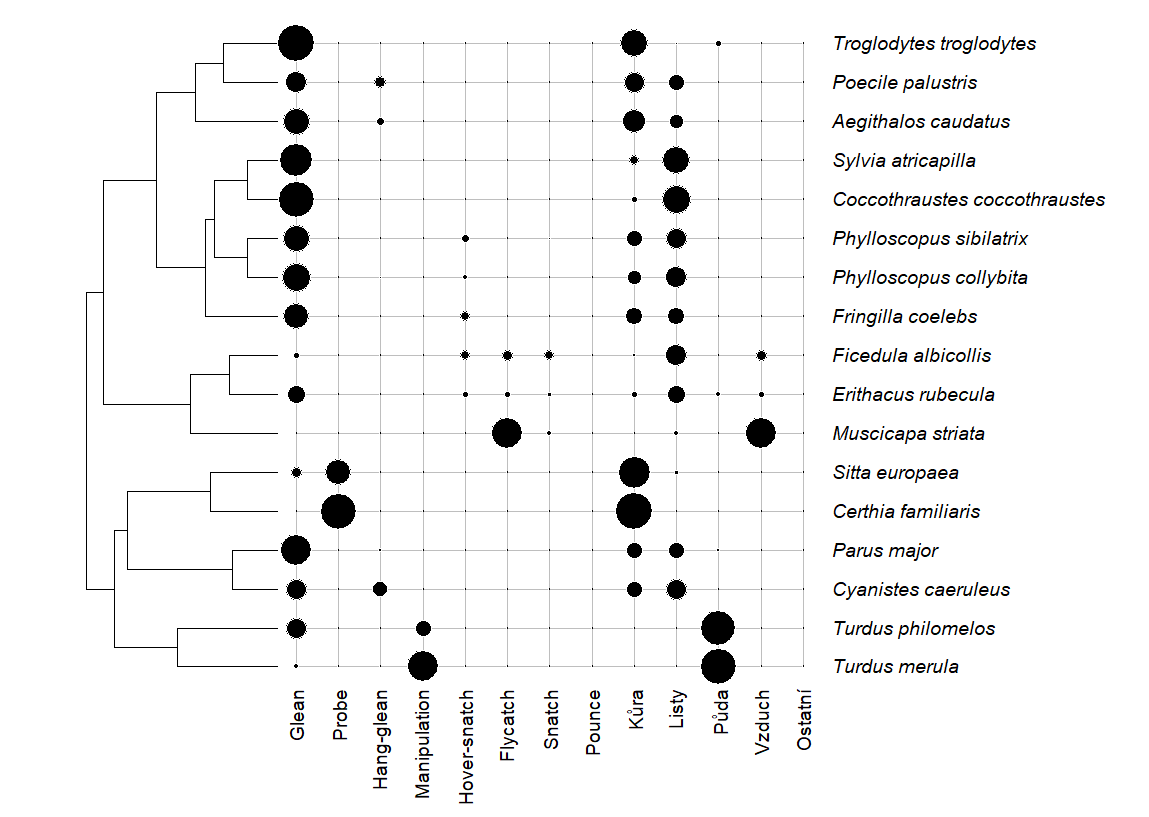 Troglodytes troglodytes
Poecile palustris
Aegithalos caudatus
Sylvia atricapilla
Coccothraustes coccothraustes
Phylloscopus sibilatrix
Phylloscopus collybita
Fringilla coelebs
Ficedula albicollis
Erithacus rubecula
Muscicapa striata
Sitta europaea
Certhia familiaris
Parus major
Cyanistes caeruleus
Turdus philomelos
Turdus merula
Glean
Probe
Hang-glean
Manipulation
Hover-snatch
Flycatch
Snatch
Pounce
Kůra
Listy
Půda
Vzduch
Ostatní